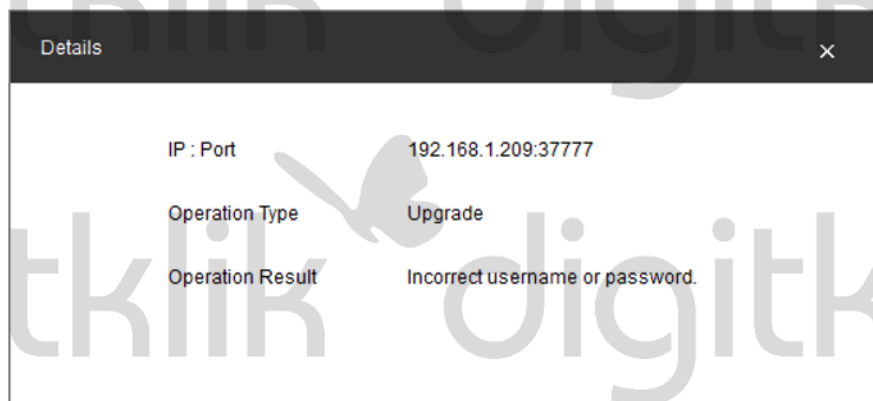 tklik digitk
Details ×
IP : Port 192.168.1.209:37777
Operation Type Upgrade
Operation Result Incorrect username or password.
tklik digitk